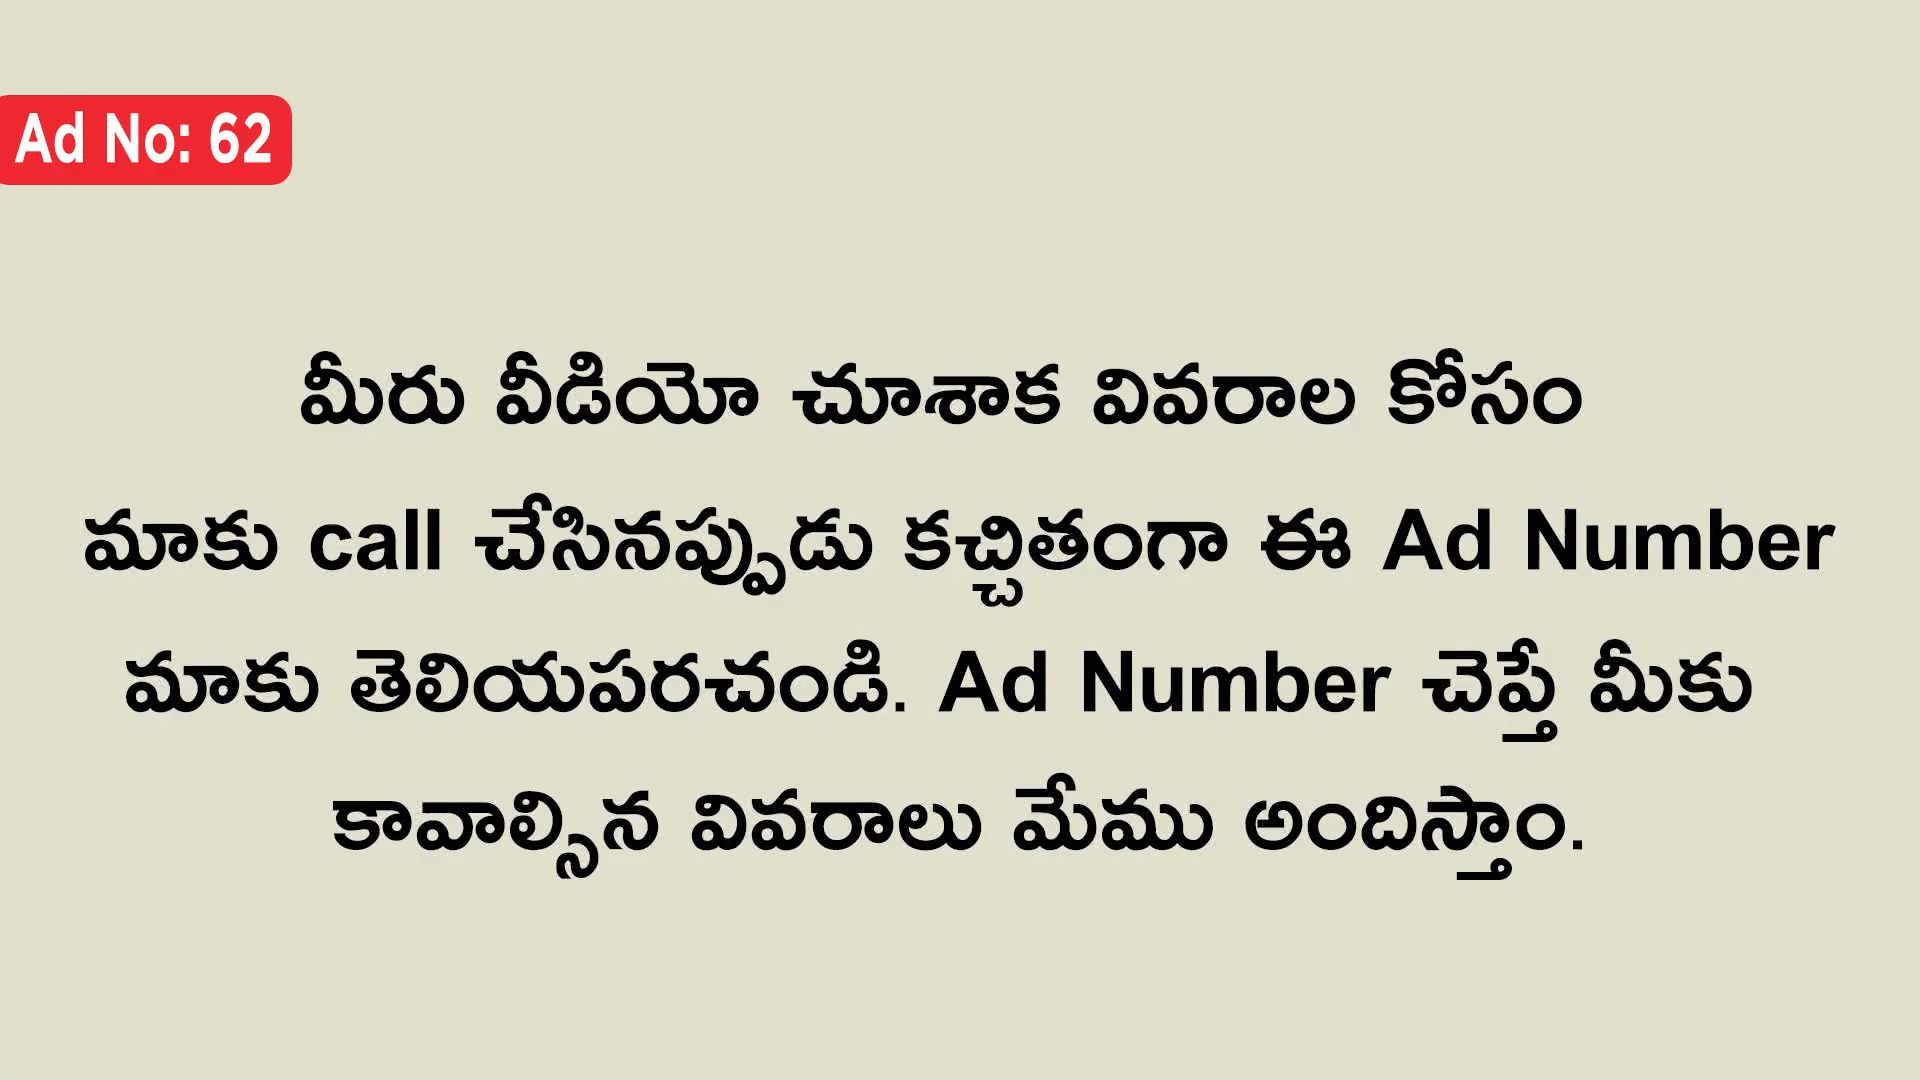 Ad No: 62
మీరు వీడియో చూశాక వివరాల కోసం
మాకు call చేసినప్పుడు కచ్చితంగా ఈ Ad Number
మాకు తెలియపరచండి. Ad Number చెప్తే మీకు
కావాల్సిన వివరాలు మేము అందిస్తాం.